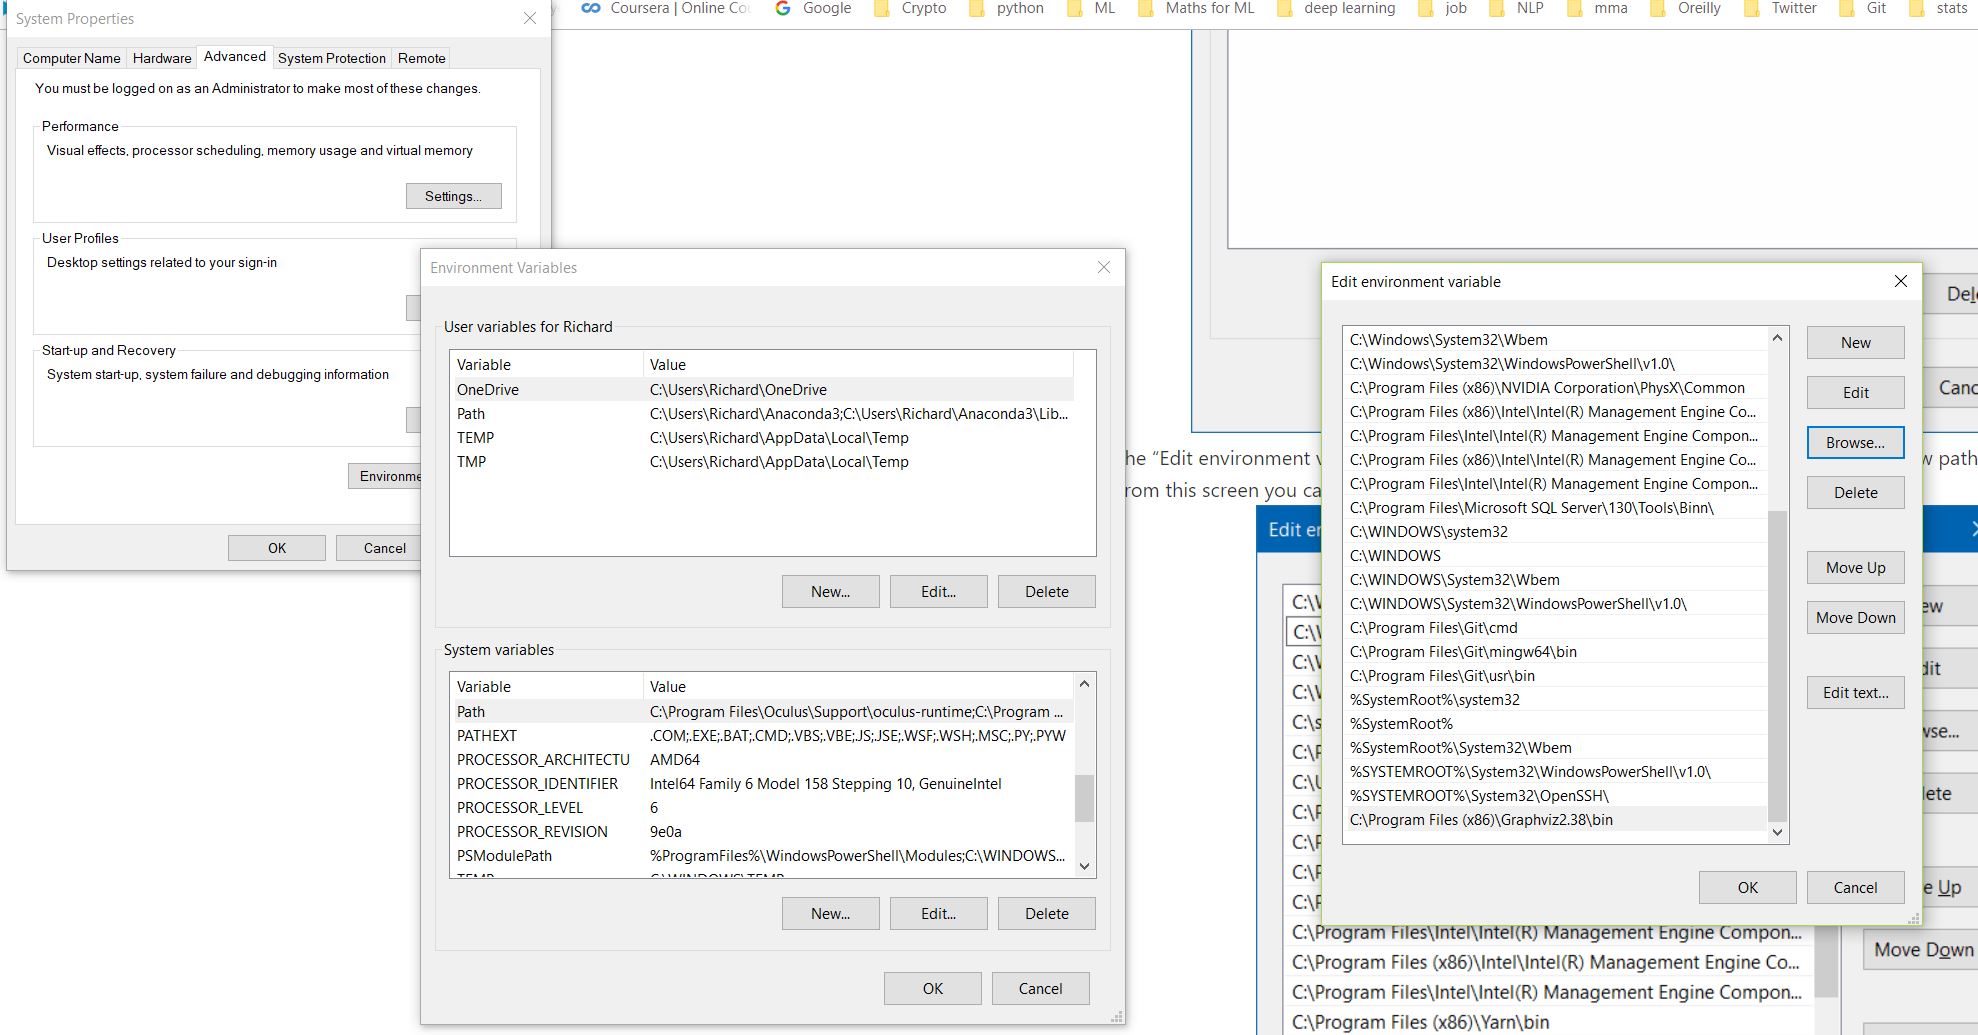 System Properties
Coursera | Online Cou
Google
Crypto
python
ML
Maths for ML
deep learning
job
NLP
mma
Oreilly
Twitter
Git
stats
Computer Name
Hardware
Advanced
System Protection
Remote
You must be logged on as an Administrator to make most of these changes.
Performance
Visual effects, processor scheduling, memory usage and virtual memory
Settings...
User Profiles
Desktop settings related to your sign-in
Start-up and Recovery
System start-up, system failure and debugging information
Environme
OK
Cancel
Environment Variables
User variables for Richard
Variable Value
OneDrive C:\Users\Richard\OneDrive
Path C:\Users\Richard\Anaconda3;C:\Users\Richard\Anaconda3\Lib...
TEMP C:\Users\Richard\AppData\Local\Temp
TMP C:\Users\Richard\AppData\Local\Temp
New...
Edit...
Delete
System variables
Variable Value
Path C:\Program Files\Oculus\Support\oculus-runtime;C:\Program ...
PATHEXT .COM;.EXE;.BAT;.CMD;.VBS;.VBE;.JS;.JSE;.WSF;.WSH;.MSC;.PY;.PYW
PROCESSOR_ARCHITECTU AMD64
PROCESSOR_IDENTIFIER Intel64 Family 6 Model 158 Stepping 10, GenuineIntel
PROCESSOR_LEVEL 6
PROCESSOR_REVISION 9e0a
PSModulePath %ProgramFiles%\WindowsPowerShell\Modules;C:\WINDOWS...
TEMP C:\WINDOWS\TEMP
New...
Edit...
Delete
OK
Cancel
Edit environment variable
C:\Windows\System32\Wbem
C:\Windows\System32\WindowsPowerShell\v1.0\
C:\Program Files (x86)\NVIDIA Corporation\PhysX\Common
C:\Program Files (x86)\Intel\Intel(R) Management Engine Co...
C:\Program Files\Intel\Intel(R) Management Engine Compon...
C:\Program Files (x86)\Intel\Intel(R) Management Engine Co...
C:\Program Files\Intel\Intel(R) Management Engine Compon...
C:\Program Files\Microsoft SQL Server\130\Tools\Binn\
C:\WINDOWS\system32
C:\WINDOWS
C:\WINDOWS\System32\Wbem
C:\WINDOWS\System32\WindowsPowerShell\v1.0\
C:\Program Files\Git\cmd
C:\Program Files\Git\mingw64\bin
C:\Program Files\Git\usr\bin
%SystemRoot%\system32
%SystemRoot%
%SystemRoot%\System32\Wbem
%SYSTEMROOT%\System32\WindowsPowerShell\v1.0\
%SYSTEMROOT%\System32\OpenSSH\
C:\Program Files (x86)\Graphviz2.38\bin
New
Edit
Browse...
Delete
Move Up
Move Down
Edit text...
OK
Cancel
Del
Canc
he “Edit environment v
w path
rom this screen you ca
Edit er
C:\V
C:\V
C:\V
C:\V
C:\s
C:\P
C:\U
C:\P
C:\P
C:\P
C:\P
ew
dit
wse...
lete
e Up
C:\Program Files\Intel\Intel(R) Management Engine Compon...
C:\Program Files (x86)\Intel\Intel(R) Management Engine Co...
C:\Program Files\Intel\Intel(R) Management Engine Compon...
C:\Program Files (x86)\Yarn\bin
Move Down